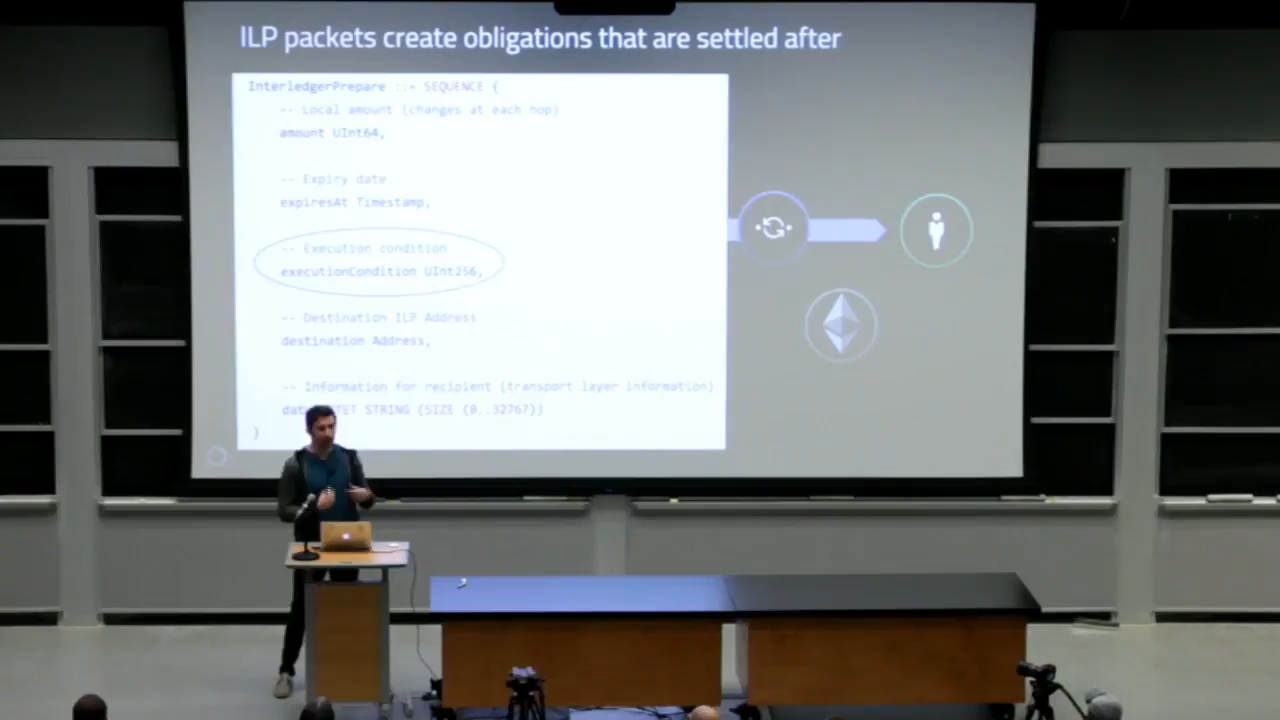 ILP packets create obligations that are settled after
InterledgerPrepare ::= SEQUENCE {
-- Local amount (changes at each hop)
amount UInt64,
-- Expiry date
expiresAt Timestamp,
-- Execution condition
executionCondition UInt256,
-- Destination ILP Address
destination Address,
-- Information for recipient (transport layer information)
STRING (SIZE (0..32767))
}